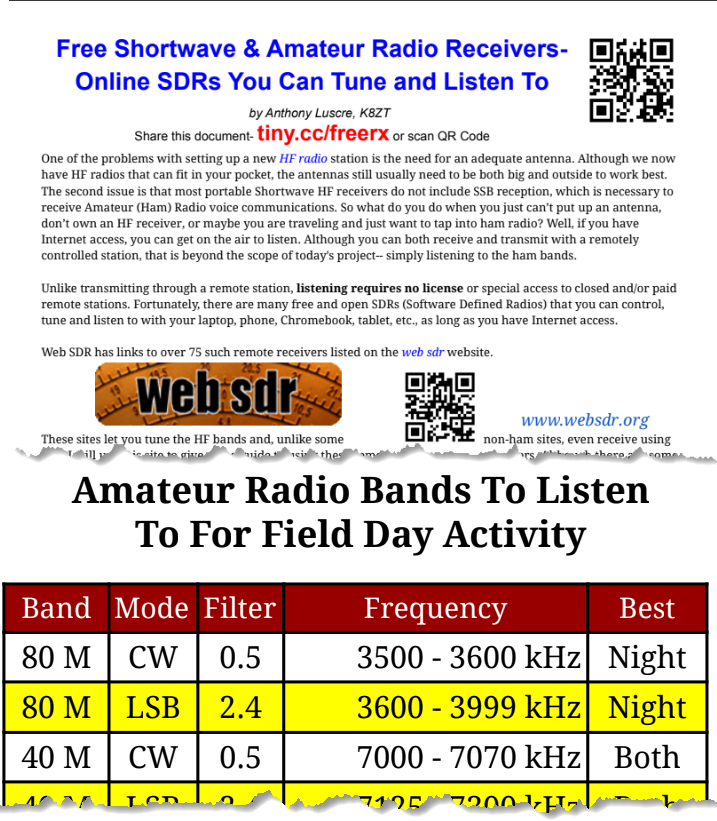 Free Shortwave & Amateur Radio Receivers-
Online SDRs You Can Tune and Listen To
by Anthony Luscre, K8ZT
Share this document- tiny.cc/freerx or scan QR Code
One of the problems with setting up a new HF radio station is the need for an adequate antenna. Although we now
have HF radios that can fit in your pocket, the antennas still usually need to be both big and outside to work best.
The second issue is that most portable Shortwave HF receivers do not include SSB reception, which is necessary to
receive Amateur (Ham) Radio voice communications. So what do you do when you just can't put up an antenna,
don't own an HF receiver, or maybe you are traveling and just want to tap into ham radio? Well, if you have
Internet access, you can get on the air to listen. Although you can both receive and transmit with a remotely
controlled station, that is beyond the scope of today's project-- simply listening to the ham bands.
Unlike transmitting through a remote station, listening requires no license or special access to closed and/or paid
remote stations. Fortunately, there are many free and open SDRs (Software Defined Radios) that you can control,
tune and listen to with your laptop, phone, Chromebook, tablet, etc., as long as you have Internet access.
Web SDR has links to over 75 such remote receivers listed on the web sdr website.
web sdr
www.websdr.org
These sites let you tune the HF bands and, unlike some non-ham sites, even receive using
Amateur Radio Bands To Listen
To For Field Day Activity
Band Mode Filter Frequency Best
80 M CW 0.5 3500 - 3600 kHz Night
80 M LSB 2.4 3600 - 3999 kHz Night
40 M CW 0.5 7000 - 7070 kHz Both